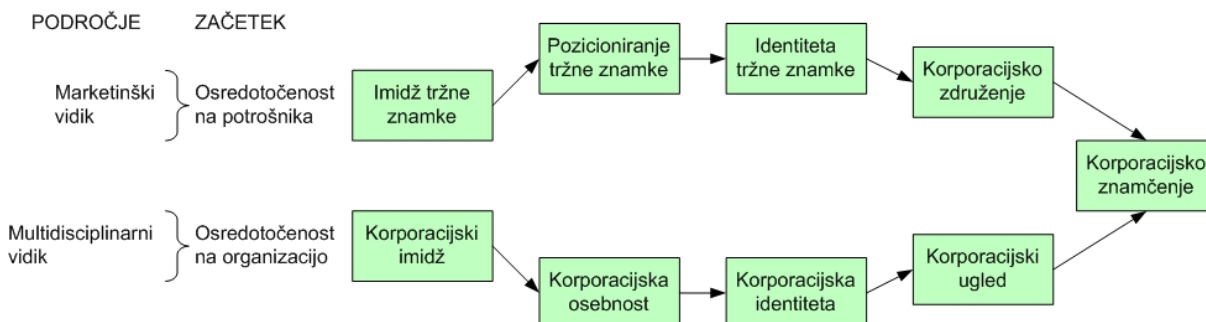 PODROČJE
ZAČETEK
Marketinški
vidik
Osredotočenost
na potrošnika
Imidž tržne
znamke
Pozicioniranje
tržne znamke
Identiteta
tržne znamke
Korporacijsko
združenje
Korporacijsko
znamčenje
Multidisciplinarni
vidik
Osredotočenost
na organizacijo
Korporacijski
imidž
Korporacijska
osebnost
Korporacijska
identiteta
Korporacijski
ugled